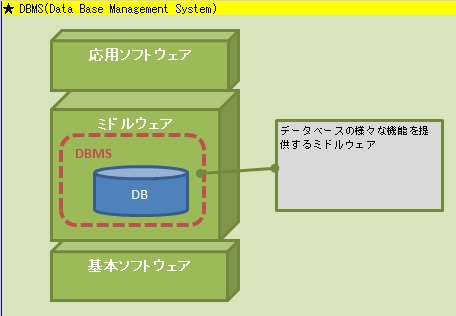 ★ DBMS(Data Base Management System)
応用ソフトウェア
ミドルウェア
DBMS
DB
データベースの様々な機能を提
供するミドルウェア
基本ソフトウェア